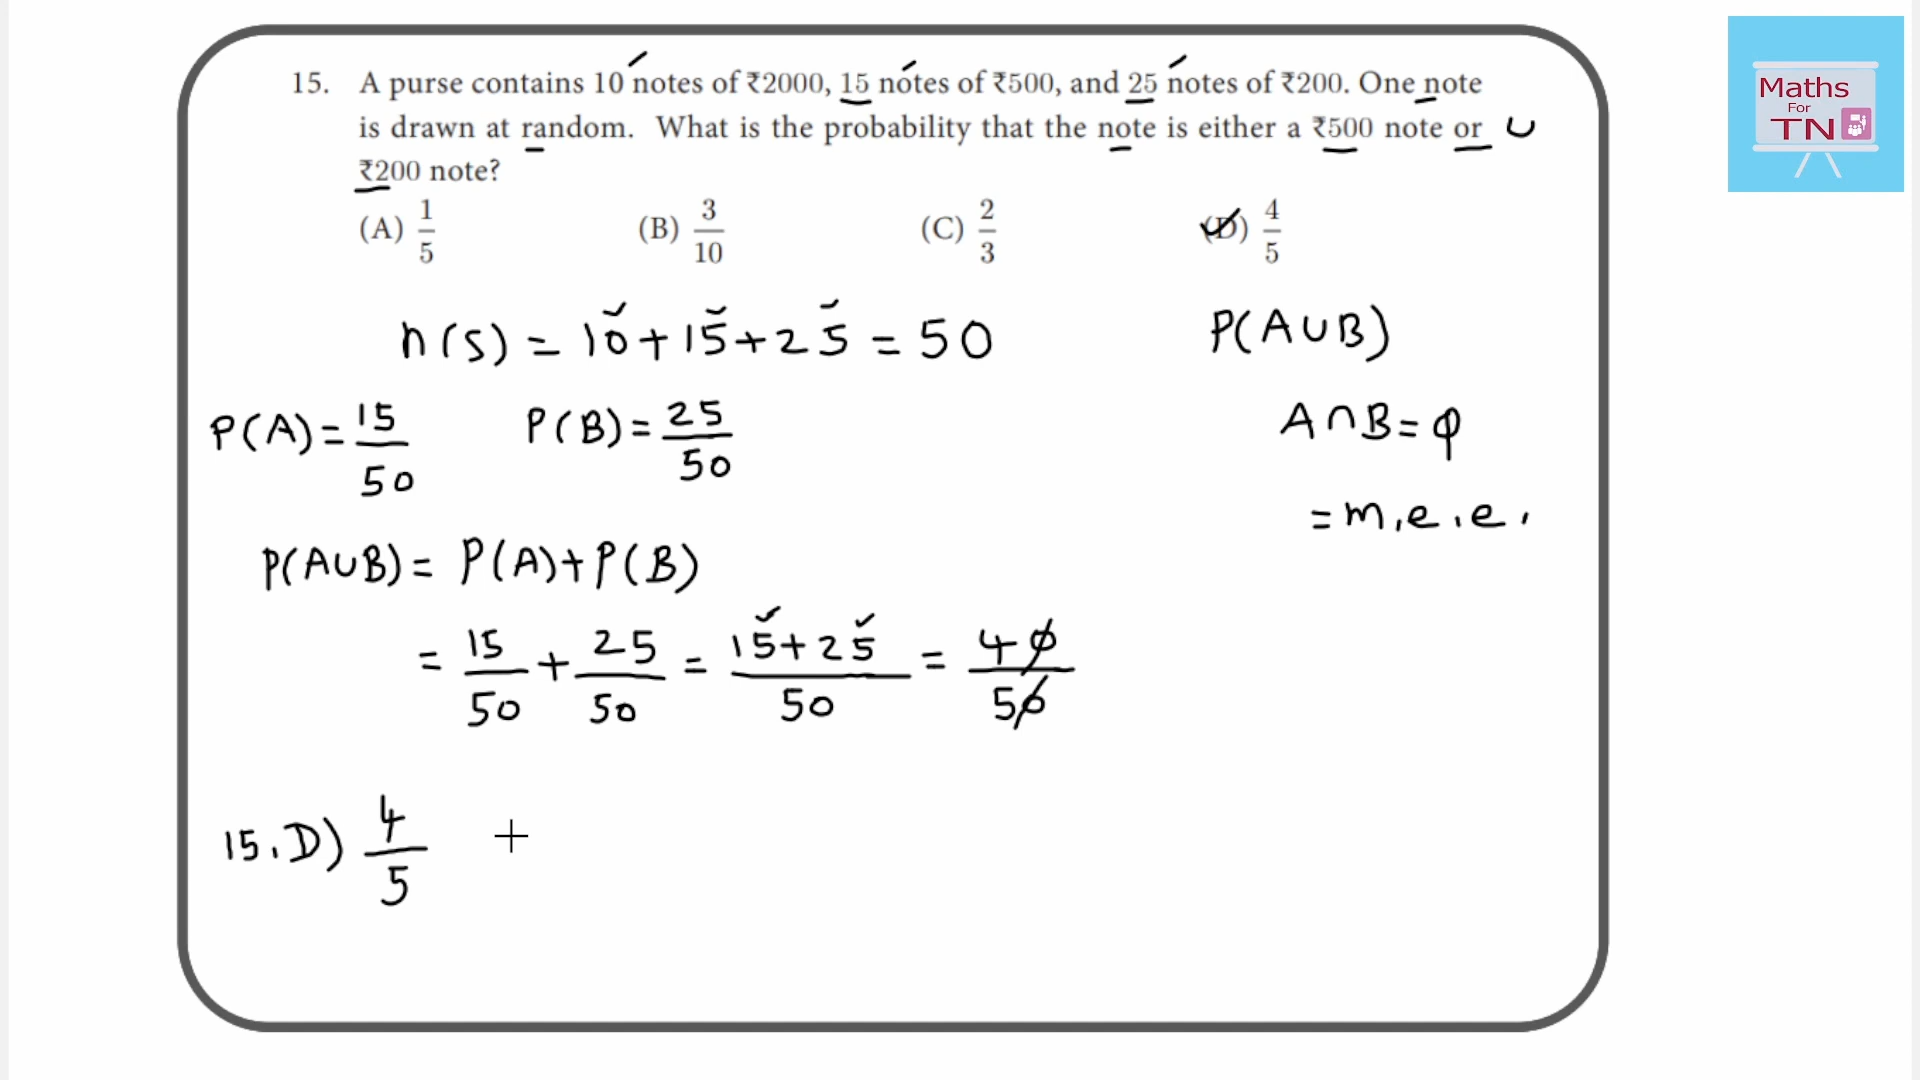 15. A purse contains 10 notes of ₹2000, 15 notes of ₹500, and 25 notes of ₹200. One note
is drawn at random. What is the probability that the note is either a ₹500 note or ∪
₹200 note?
(A) 1/5 (B) 3/10 (C) 2/3 (D) 4/5
n(s) = 10+15+25 = 50
P(A∪B)
P(A) = 15/50 P(B) = 25/50
A∩B = φ
= m.e.e.
P(A∪B) = P(A)+P(B)
= 15/50 + 25/50 = 15+25/50 = 40/50
15. D) 4/5
Maths
For
TN